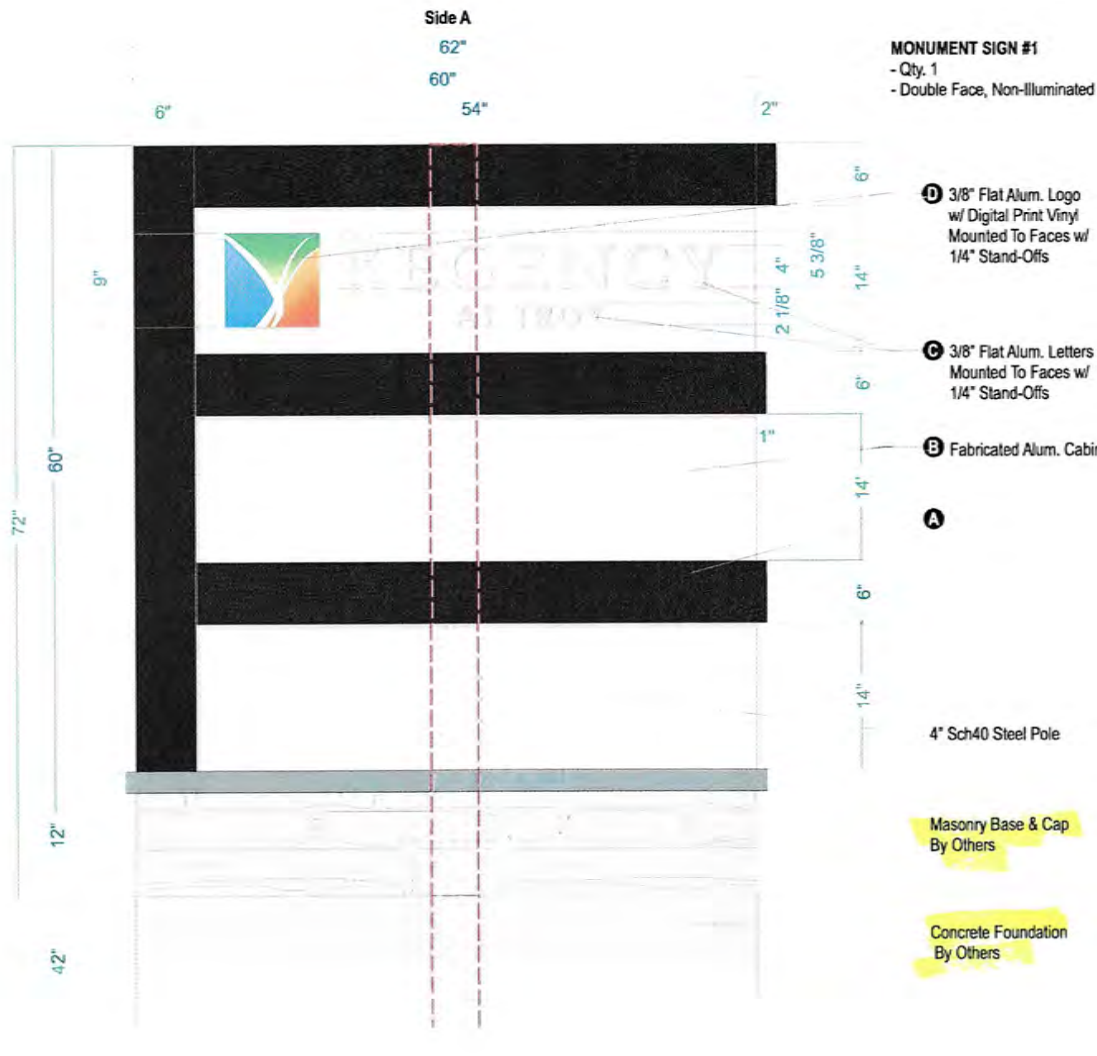 Side A
62"
60"
54"
6"
2"
MONUMENT SIGN #1
- Qty. 1
- Double Face, Non-Illuminated
D 3/8" Flat Alum. Logo
w/ Digital Print Vinyl
Mounted To Faces w/
1/4" Stand-Offs
6"
9"
REGENCY
4"
5 3/8"
14"
2 1/8"
C 3/8" Flat Alum. Letters
Mounted To Faces w/
1/4" Stand-Offs
6"
1"
B Fabricated Alum.
14"
A
60"
72"
6"
14"
4" Sch40 Steel Pole
12"
Masonry Base & Cap
By Others
42"
Concrete Foundation
By Others